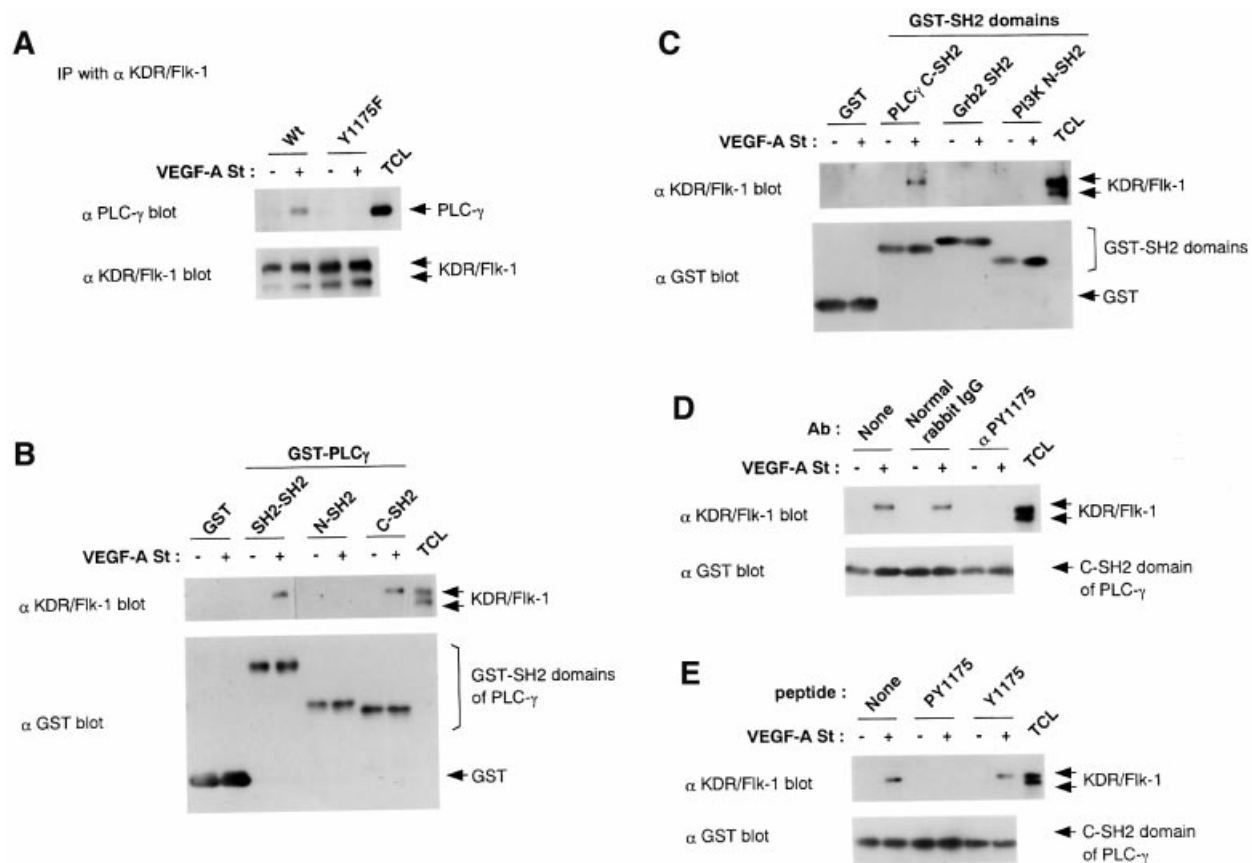 A
IP with α KDR/Flk-1
Wt
Y1175F
TCL
VEGF-A St : - + - +
α PLC-γ blot
PLC-γ
α KDR/Flk-1 blot
KDR/Flk-1
B
GST-PLCγ
GST
SH2-SH2
N-SH2
C-SH2
TCL
VEGF-A St : - + - + - + - +
α KDR/Flk-1 blot
KDR/Flk-1
α GST blot
GST-SH2 domains
of PLC-γ
GST
C
GST-SH2 domains
GST
PLCγ C-SH2
Grb2 SH2
PI3K N-SH2
TCL
VEGF-A St : - + - + - + - +
α KDR/Flk-1 blot
KDR/Flk-1
α GST blot
GST-SH2 domains
GST
D
Ab :
None
Normal
rabbit IgG
α PY1175
TCL
VEGF-A St : - + - + - +
α KDR/Flk-1 blot
KDR/Flk-1
α GST blot
C-SH2 domain
of PLC-γ
E
peptide :
None
PY1175
Y1175
TCL
VEGF-A St : - + - + - +
α KDR/Flk-1 blot
KDR/Flk-1
α GST blot
C-SH2 domain
of PLC-γ